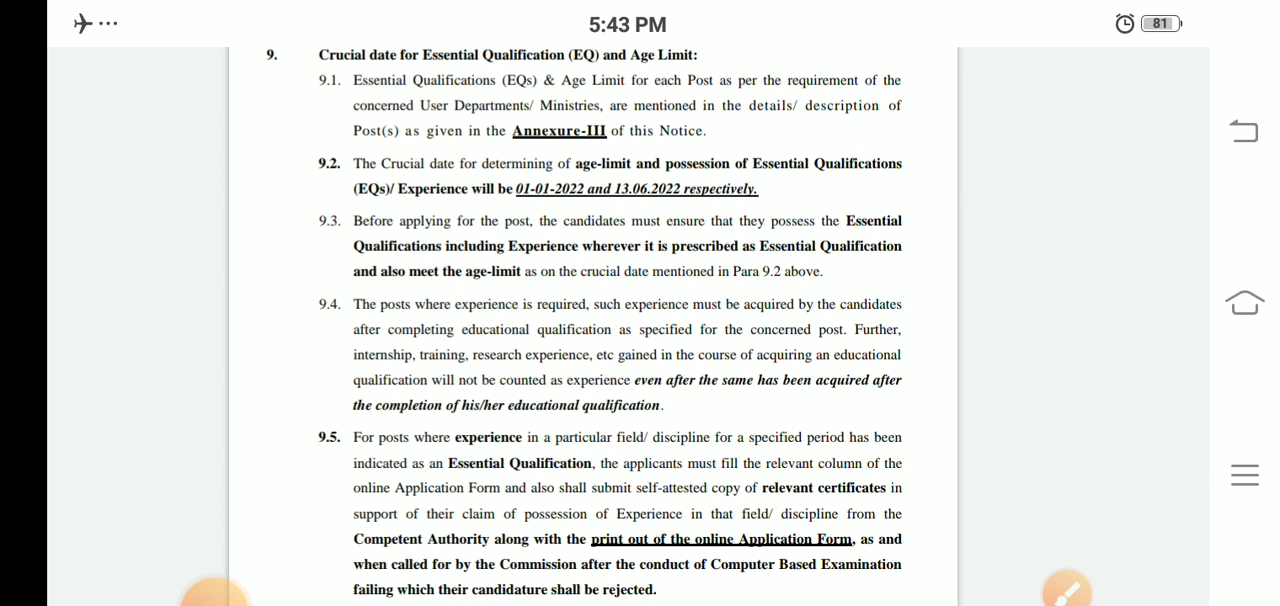 5:43 PM
81
9. Crucial date for Essential Qualification (EQ) and Age Limit:
9.1. Essential Qualifications (EQs) & Age Limit for each Post as per the requirement of the
concerned User Departments/ Ministries, are mentioned in the details/ description of
Post(s) as given in the Annexure-III of this Notice.
9.2. The Crucial date for determining of age-limit and possession of Essential Qualifications
(EQs)/ Experience will be 01-01-2022 and 13.06.2022 respectively.
9.3. Before applying for the post, the candidates must ensure that they possess the Essential
Qualifications including Experience wherever it is prescribed as Essential Qualification
and also meet the age-limit as on the crucial date mentioned in Para 9.2 above.
9.4. The posts where experience is required, such experience must be acquired by the candidates
after completing educational qualification as specified for the concerned post. Further,
internship, training, research experience, etc gained in the course of acquiring an educational
qualification will not be counted as experience even after the same has been acquired after
the completion of his/her educational qualification.
9.5. For posts where experience in a particular field/ discipline for a specified period has been
indicated as an Essential Qualification, the applicants must fill the relevant column of the
online Application Form and also shall submit self-attested copy of relevant certificates in
support of their claim of possession of Experience in that field/ discipline from the
Competent Authority along with the print out of the online Application Form, as and
when called for by the Commission after the conduct of Computer Based Examination
failing which their candidature shall be rejected.